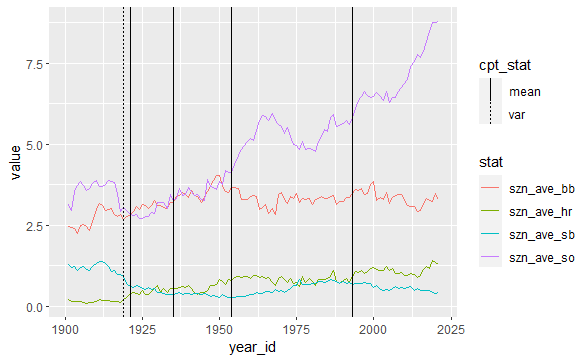 7.5
5.0
2.5
0.0
value
1900
1925
1950
1975
2000
2025
year_id
cpt_stat
mean
var
stat
szn_ave_bb
szn_ave_hr
szn_ave_sb
szn_ave_so